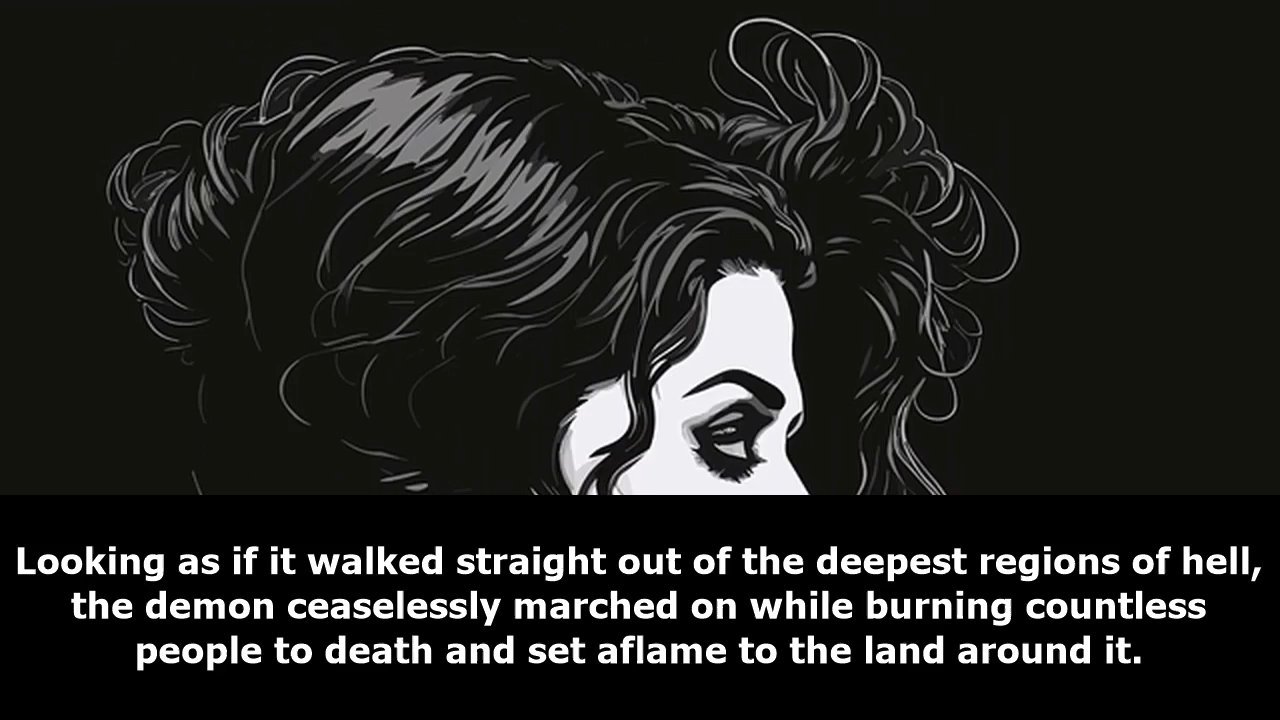 Looking as if it walked straight out of the deepest regions of hell,
the demon ceaselessly marched on while burning countless
people to death and set aflame to the land around it.